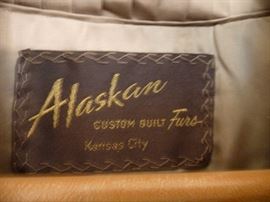 Alaskan
CUSTOM BUILT Furs
Kansas City